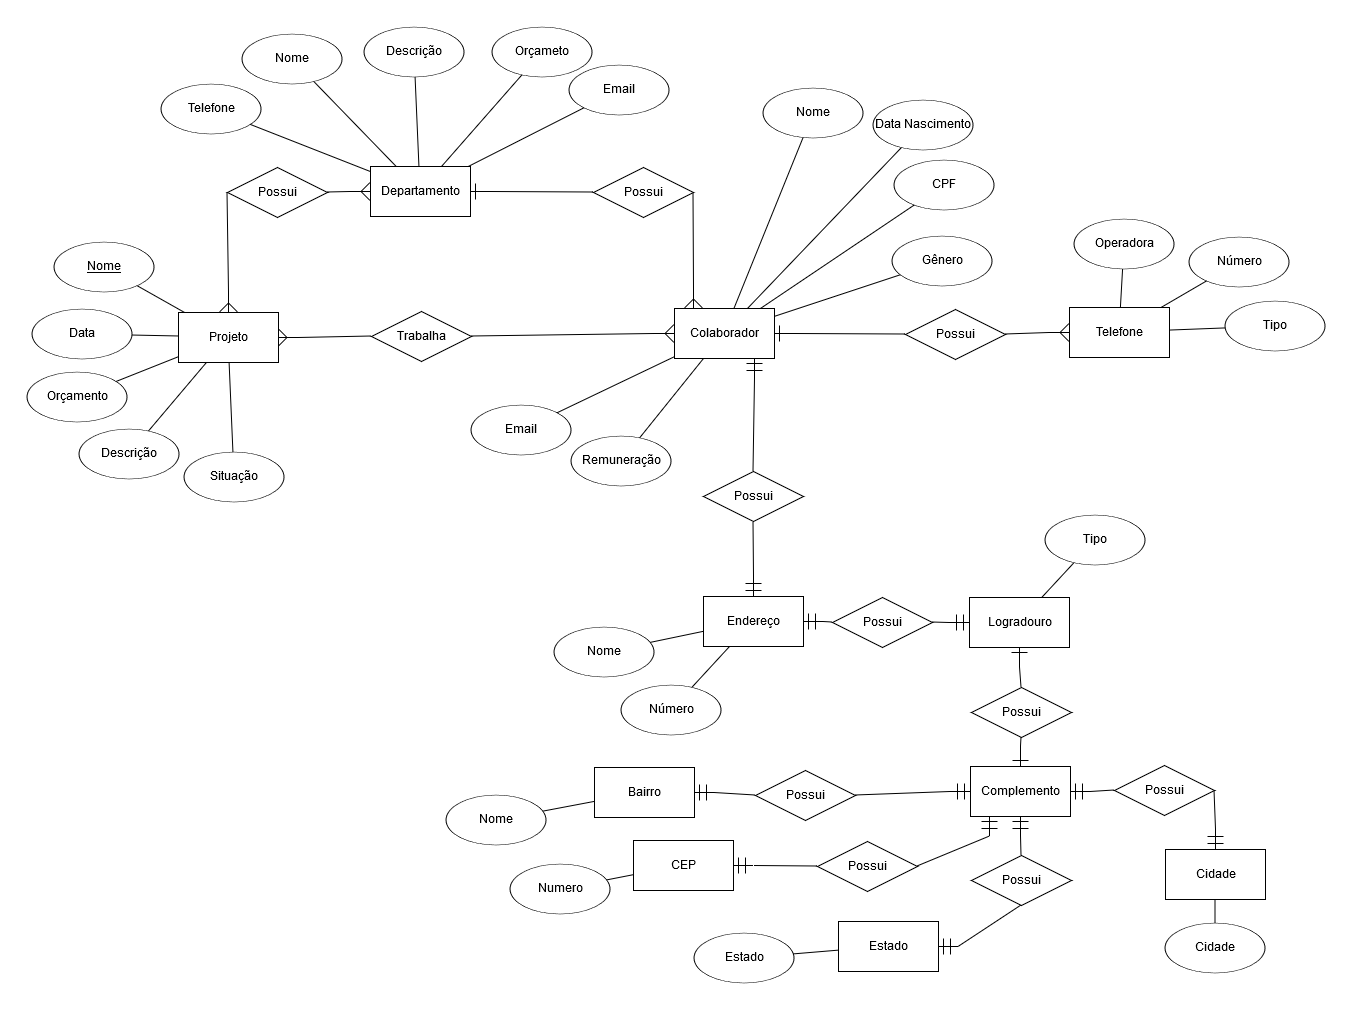 Descrição
Orçameto
Nome
Email
Telefone
Nome
Data Nascimento
CPF
Possui
Departamento
Possui
Operadora
Gênero
Número
Nome
Tipo
Data
Projeto
Trabalha
Colaborador
Possui
Telefone
Orçamento
Email
Descrição
Remuneração
Situação
Possui
Tipo
Endereço
Possui
Logradouro
Nome
Número
Possui
Bairro
Possui
Complemento
Possui
Nome
CEP
Possui
Cidade
Numero
Possui
Estado
Estado
Cidade